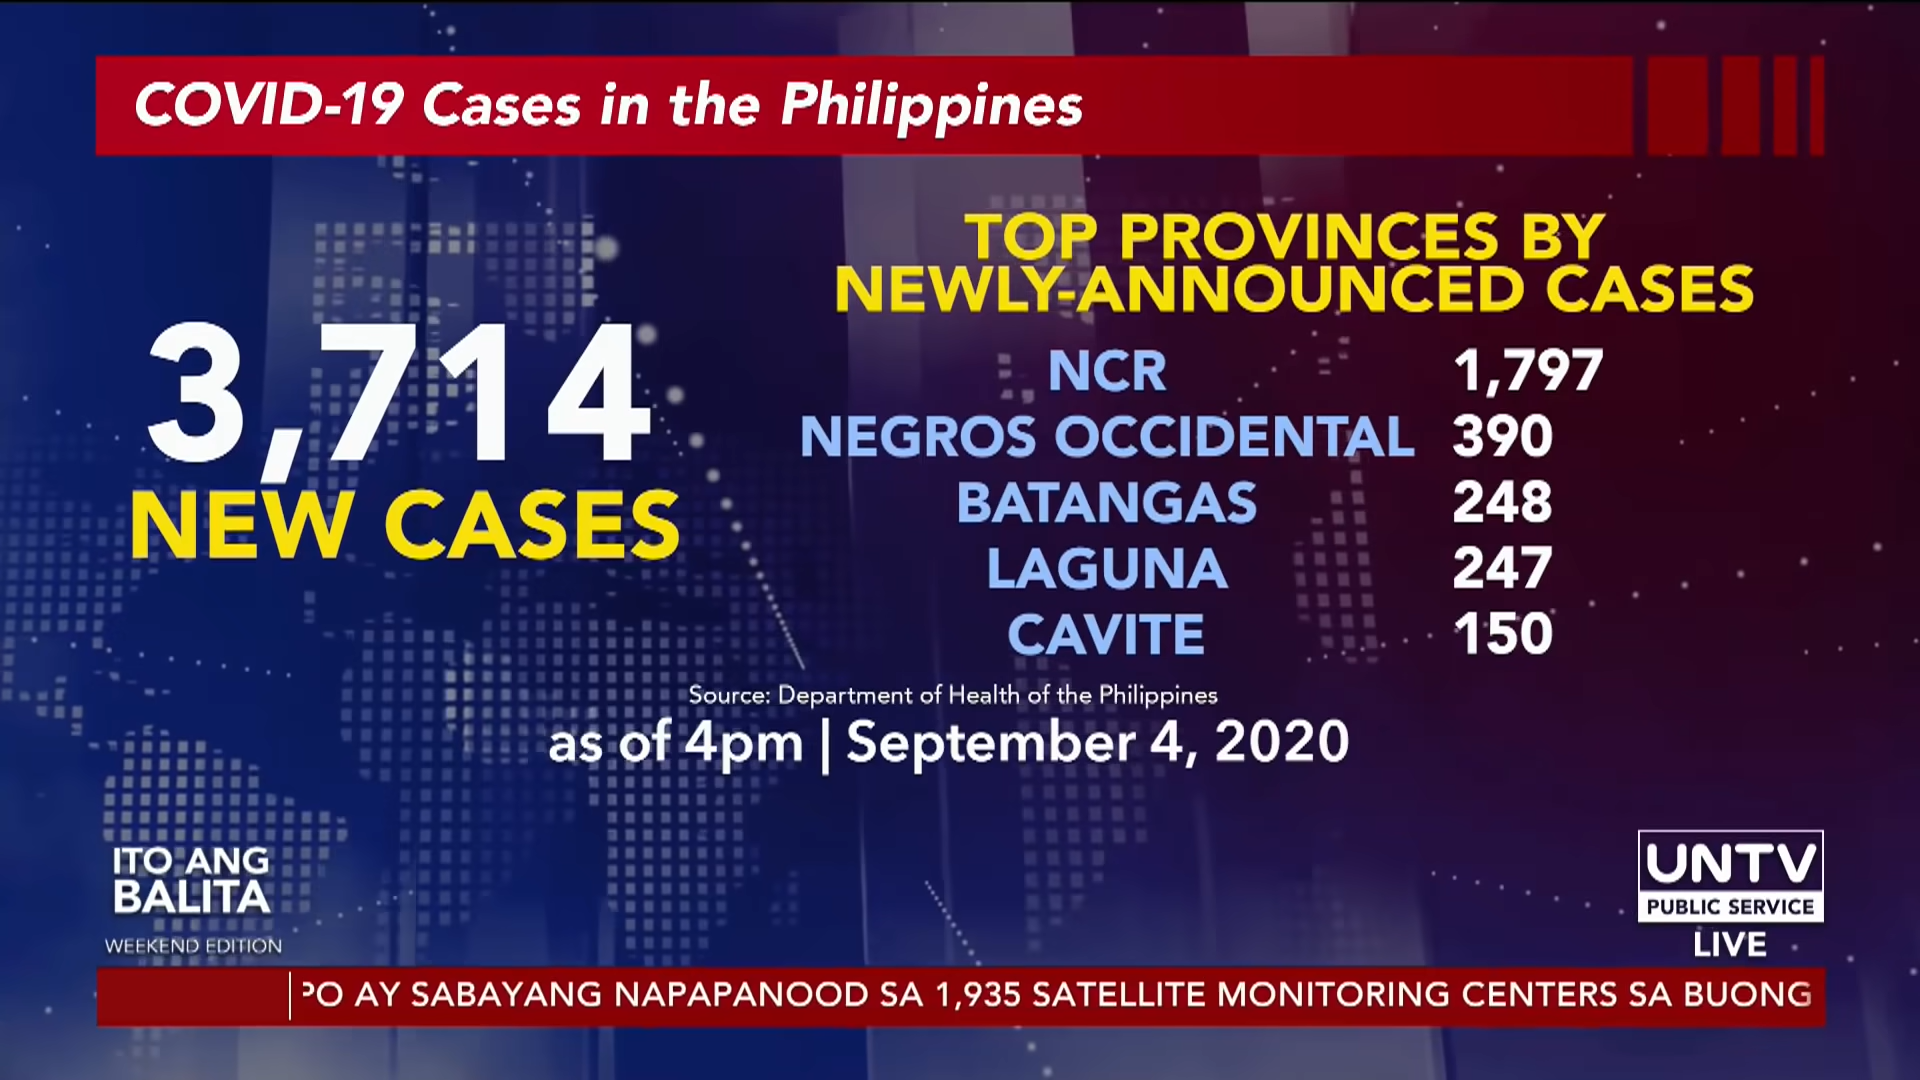 COVID-19 Cases in the Philippines
3,714
NEW CASES
TOP PROVINCES BY
NEWLY-ANNOUNCED CASES
NCR 1,797
NEGROS OCCIDENTAL 390
BATANGAS 248
LAGUNA 247
CAVITE 150
Source: Department of Health of the Philippines
as of 4pm | September 4, 2020
ITO ANG
BALITA
WEEKEND EDITION
UNTV
PUBLIC SERVICE
LIVE
PO AY SABAYANG NAPAPANOOD SA 1,935 SATELLITE MONITORING CENTERS SA BUONG